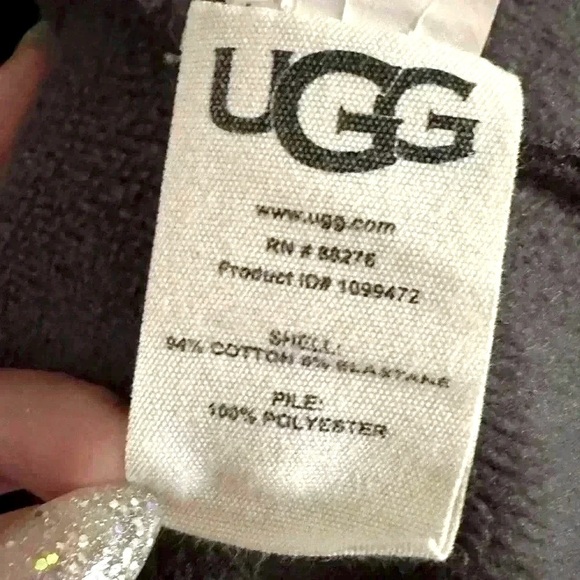 UGG
www.ugg.com
RN # 88276
Product ID# 1099472
SHELL:
94% COTTON 6% ELASTANE
PILE:
100% POLYESTER